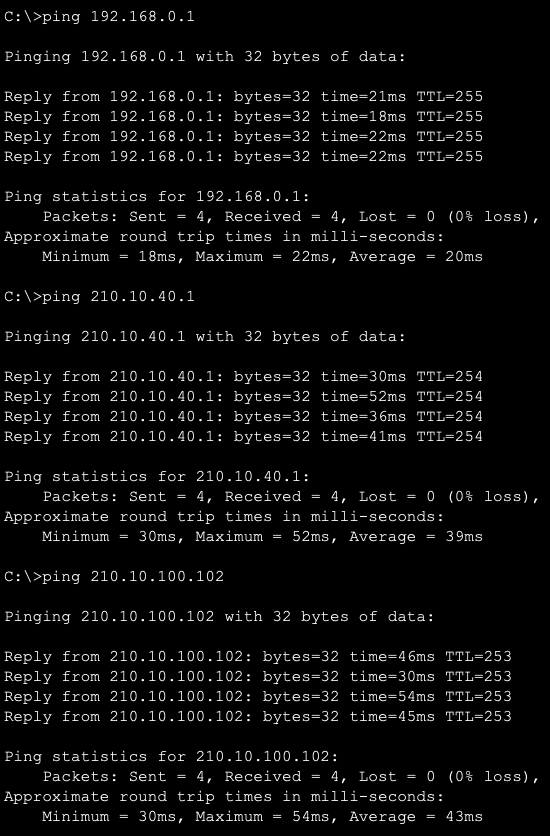 C:\>ping 192.168.0.1
Pinging 192.168.0.1 with 32 bytes of data:
Reply from 192.168.0.1: bytes=32 time=21ms TTL=255
Reply from 192.168.0.1: bytes=32 time=18ms TTL=255
Reply from 192.168.0.1: bytes=32 time=22ms TTL=255
Reply from 192.168.0.1: bytes=32 time=22ms TTL=255
Ping statistics for 192.168.0.1:
    Packets: Sent = 4, Received = 4, Lost = 0 (0% loss),
Approximate round trip times in milli-seconds:
    Minimum = 18ms, Maximum = 22ms, Average = 20ms
C:\>ping 210.10.40.1
Pinging 210.10.40.1 with 32 bytes of data:
Reply from 210.10.40.1: bytes=32 time=30ms TTL=254
Reply from 210.10.40.1: bytes=32 time=52ms TTL=254
Reply from 210.10.40.1: bytes=32 time=36ms TTL=254
Reply from 210.10.40.1: bytes=32 time=41ms TTL=254
Ping statistics for 210.10.40.1:
    Packets: Sent = 4, Received = 4, Lost = 0 (0% loss),
Approximate round trip times in milli-seconds:
    Minimum = 30ms, Maximum = 52ms, Average = 39ms
C:\>ping 210.10.100.102
Pinging 210.10.100.102 with 32 bytes of data:
Reply from 210.10.100.102: bytes=32 time=46ms TTL=253
Reply from 210.10.100.102: bytes=32 time=30ms TTL=253
Reply from 210.10.100.102: bytes=32 time=54ms TTL=253
Reply from 210.10.100.102: bytes=32 time=45ms TTL=253
Ping statistics for 210.10.100.102:
    Packets: Sent = 4, Received = 4, Lost = 0 (0% loss),
Approximate round trip times in milli-seconds:
    Minimum = 30ms, Maximum = 54ms, Average = 43ms